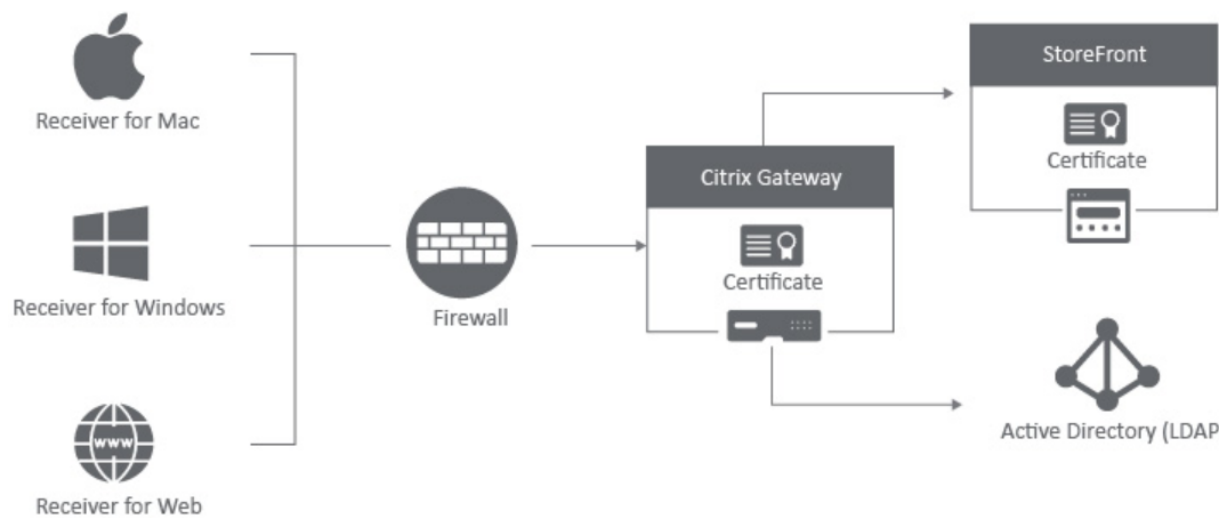 Receiver for Mac
Receiver for Windows
www
Receiver for Web
Firewall
Citrix Gateway
Certificate
StoreFront
Certificate
Active Directory (LDAP